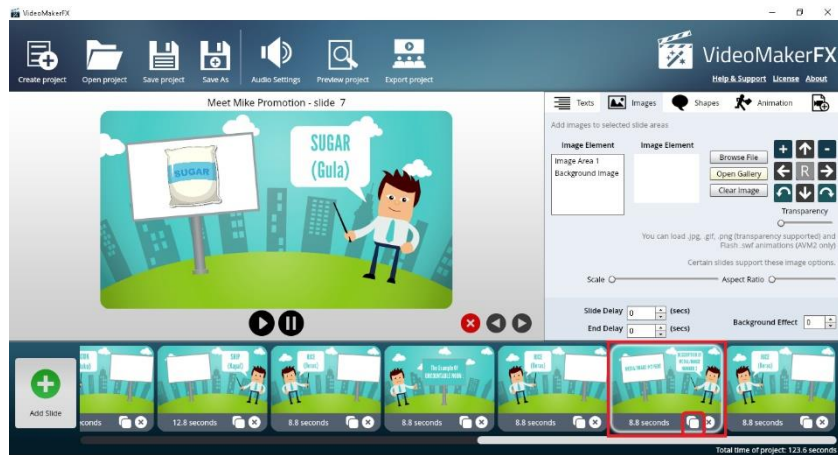 VideoMakerFX
Create project
Open project
Save project
Save As
Audio Settings
Preview project
Export project
VideoMakerFX
Help & Support License About
Meet Mike Promotion - slide 7
SUGAR
SUGAR
(Gula)
Texts
Images
Shapes
Animation
Add images to selected slide areas
Image Element
Image Element
Image Area 1
Background Image
Browse File
Open Gallery
Clear Image
R
Transparency
You can load .jpg, .gif, .png (transparency supported) and
Flash .swf animations (AVM2 only)
Certain slides support these image options.
Scale
Aspect Ratio
Slide Delay 0 (secs)
End Delay 0 (secs)
Background Effect 0
Add Slide
The Example Of
UNCOUNTABLE NOUN
conds
12.8 seconds
8.8 seconds
8.8 seconds
8.8 seconds
8.8 seconds
8.8 seconds
Total time of project: 123.6 seconds